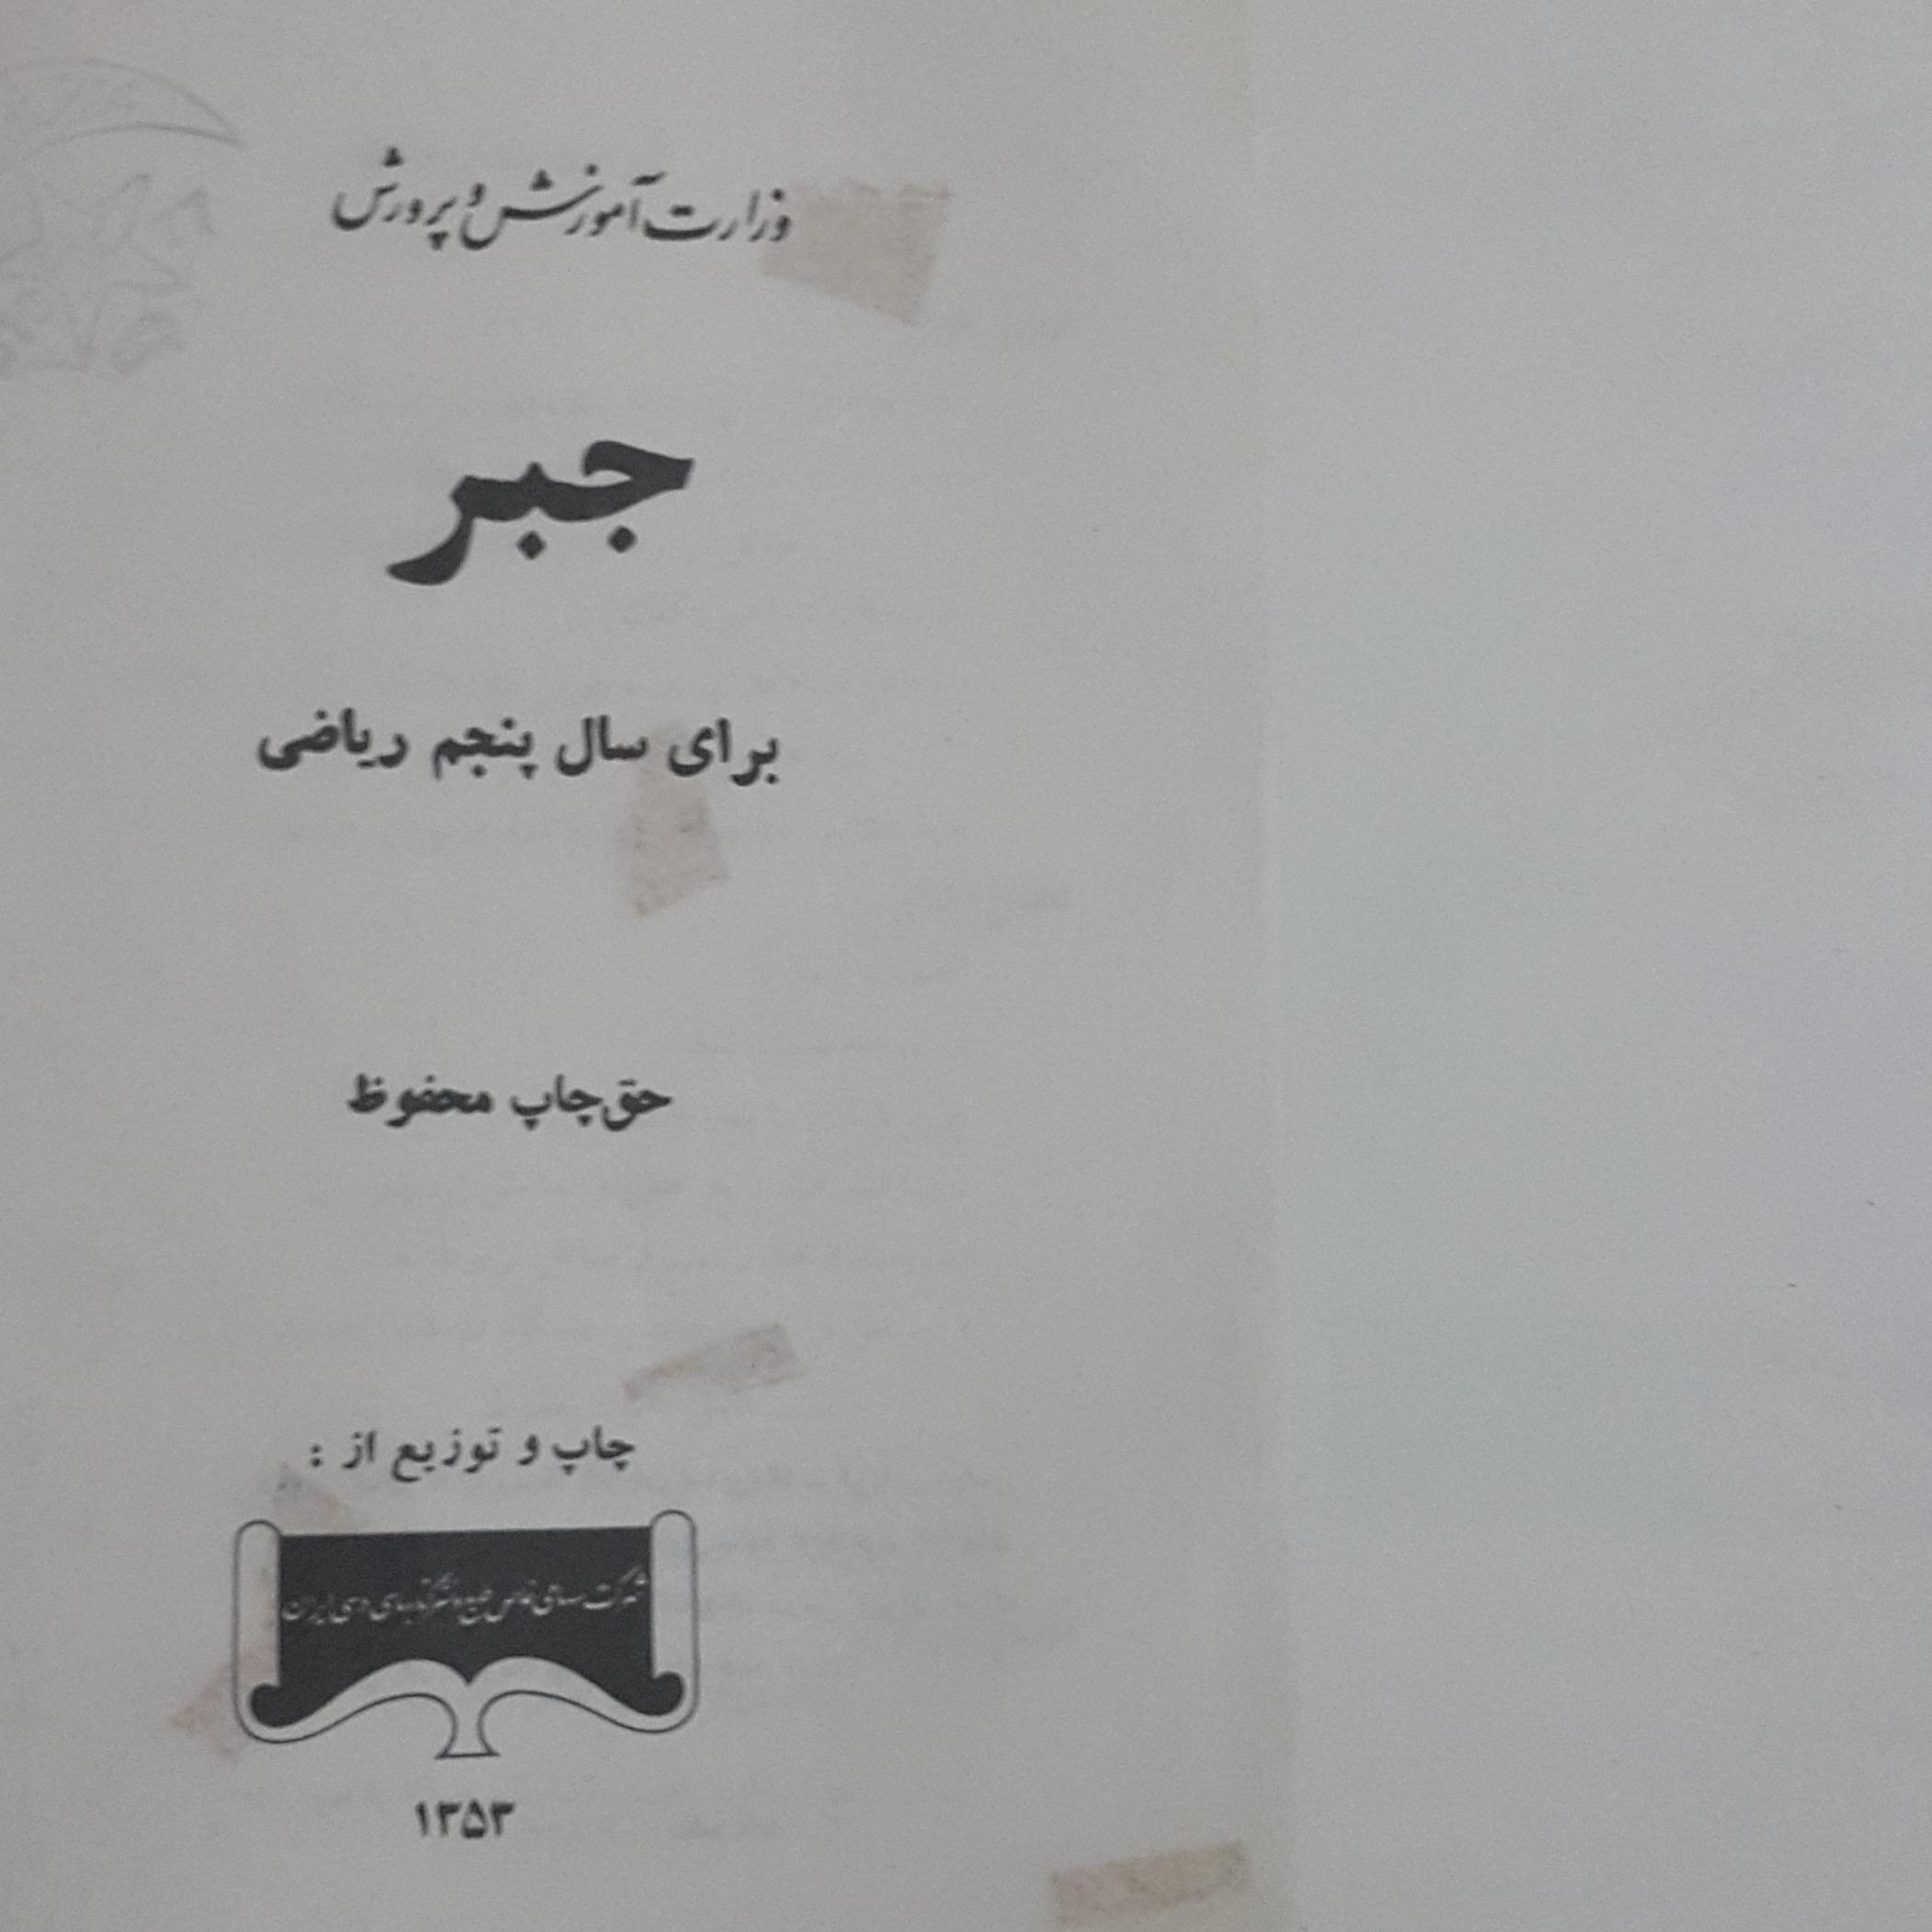 وزارت آموزش و پرورش
جبر
برای سال پنجم ریاضی
حق چاپ محفوظ
چاپ و توزیع از :
شرکت سهامی خاص طبع و نشر کتابهای درسی ایران
۱۳۵۳